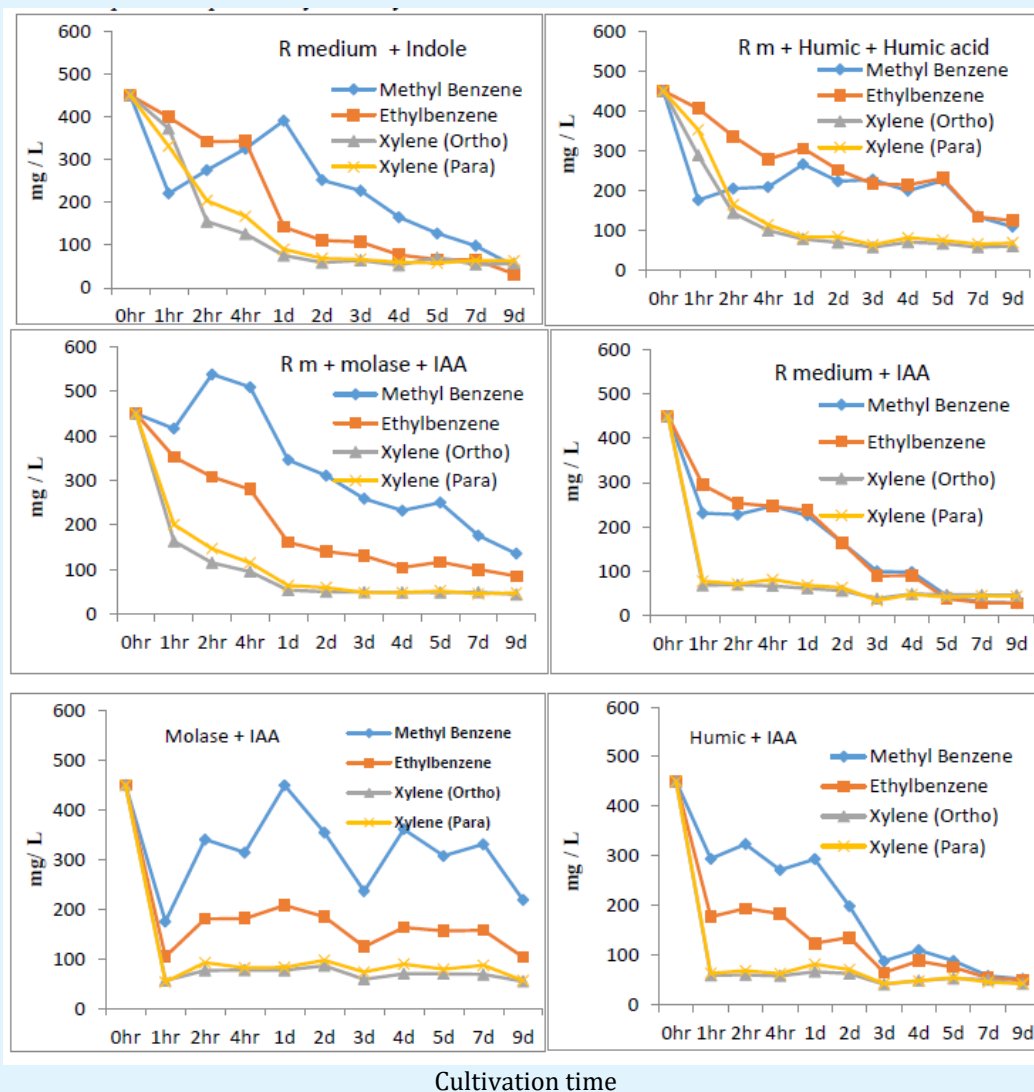 R medium + Indole
600
500
400
300
200
100
0
mg / L
Methyl Benzene
Ethylbenzene
Xylene (Ortho)
Xylene (Para)
0hr 1hr 2hr 4hr 1d 2d 3d 4d 5d 7d 9d
R m + Humic + Humic acid
600
500
400
300
200
100
0
mg / L
Methyl Benzene
Ethylbenzene
Xylene (Ortho)
Xylene (Para)
0hr 1hr 2hr 4hr 1d 2d 3d 4d 5d 7d 9d
R m + molase + IAA
600
500
400
300
200
100
0
mg / L
Methyl Benzene
Ethylbenzene
Xylene (Ortho)
Xylene (Para)
0hr 1hr 2hr 4hr 1d 2d 3d 4d 5d 7d 9d
R medium + IAA
600
500
400
300
200
100
0
mg / L
Methyl Benzene
Ethylbenzene
Xylene (Ortho)
Xylene (Para)
0hr 1hr 2hr 4hr 1d 2d 3d 4d 5d 7d 9d
Molase + IAA
600
500
400
300
200
100
0
mg/ L
Methyl Benzene
Ethylbenzene
Xylene (Ortho)
Xylene (Para)
0hr 1hr 2hr 4hr 1d 2d 3d 4d 5d 7d 9d
Humic + IAA
600
500
400
300
200
100
0
mg / L
Methyl Benzene
Ethylbenzene
Xylene (Ortho)
Xylene (Para)
0hr 1hr 2hr 4hr 1d 2d 3d 4d 5d 7d 9d
Cultivation time